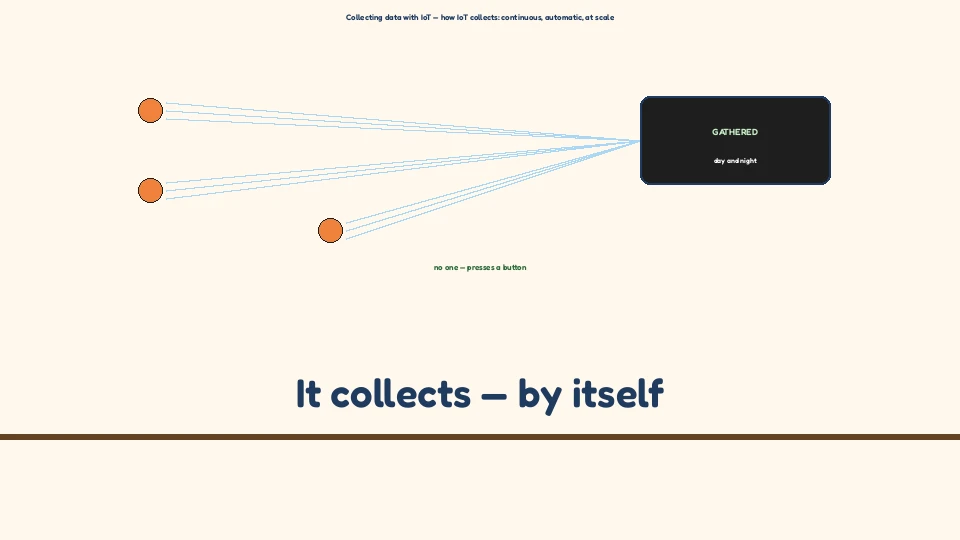 Collecting data with IoT — how IoT collects: continuous, automatic, at scale
GATHERED
day and night
no one — presses a button
It collects — by itself